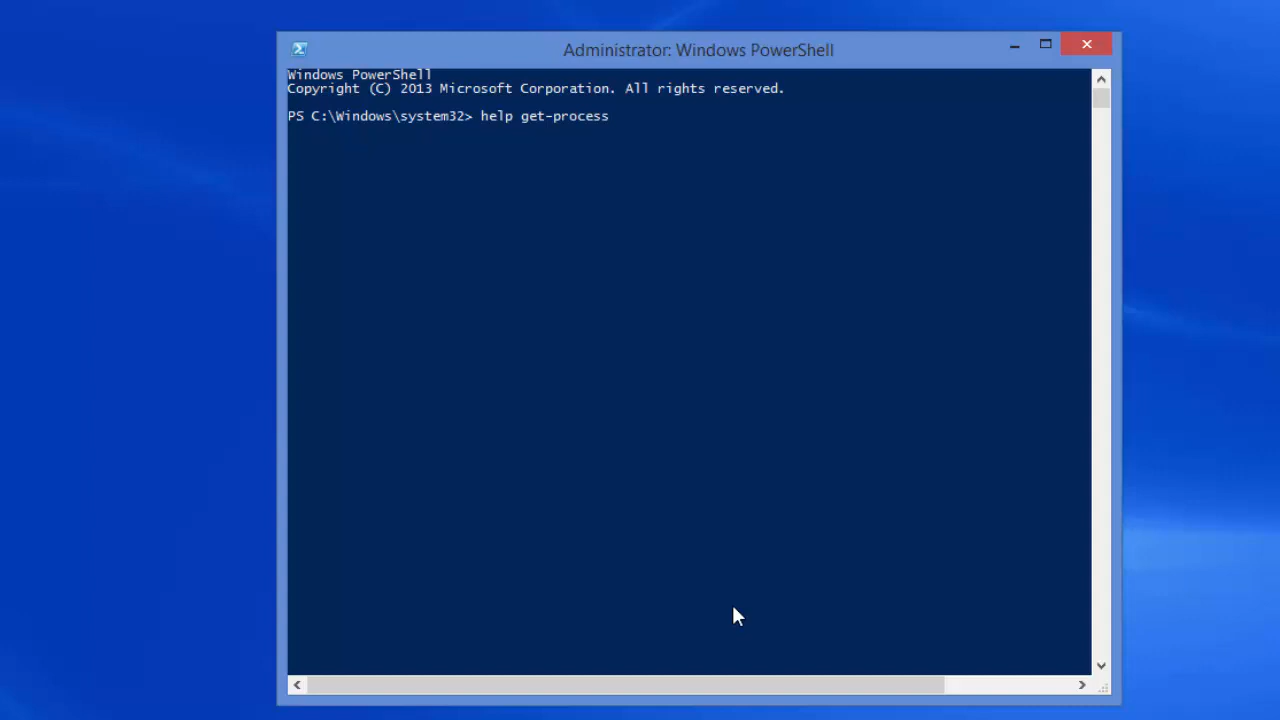 Administrator: Windows PowerShell
Windows PowerShell
Copyright (C) 2013 Microsoft Corporation. All rights reserved.
PS C:\Windows\system32> help get-process